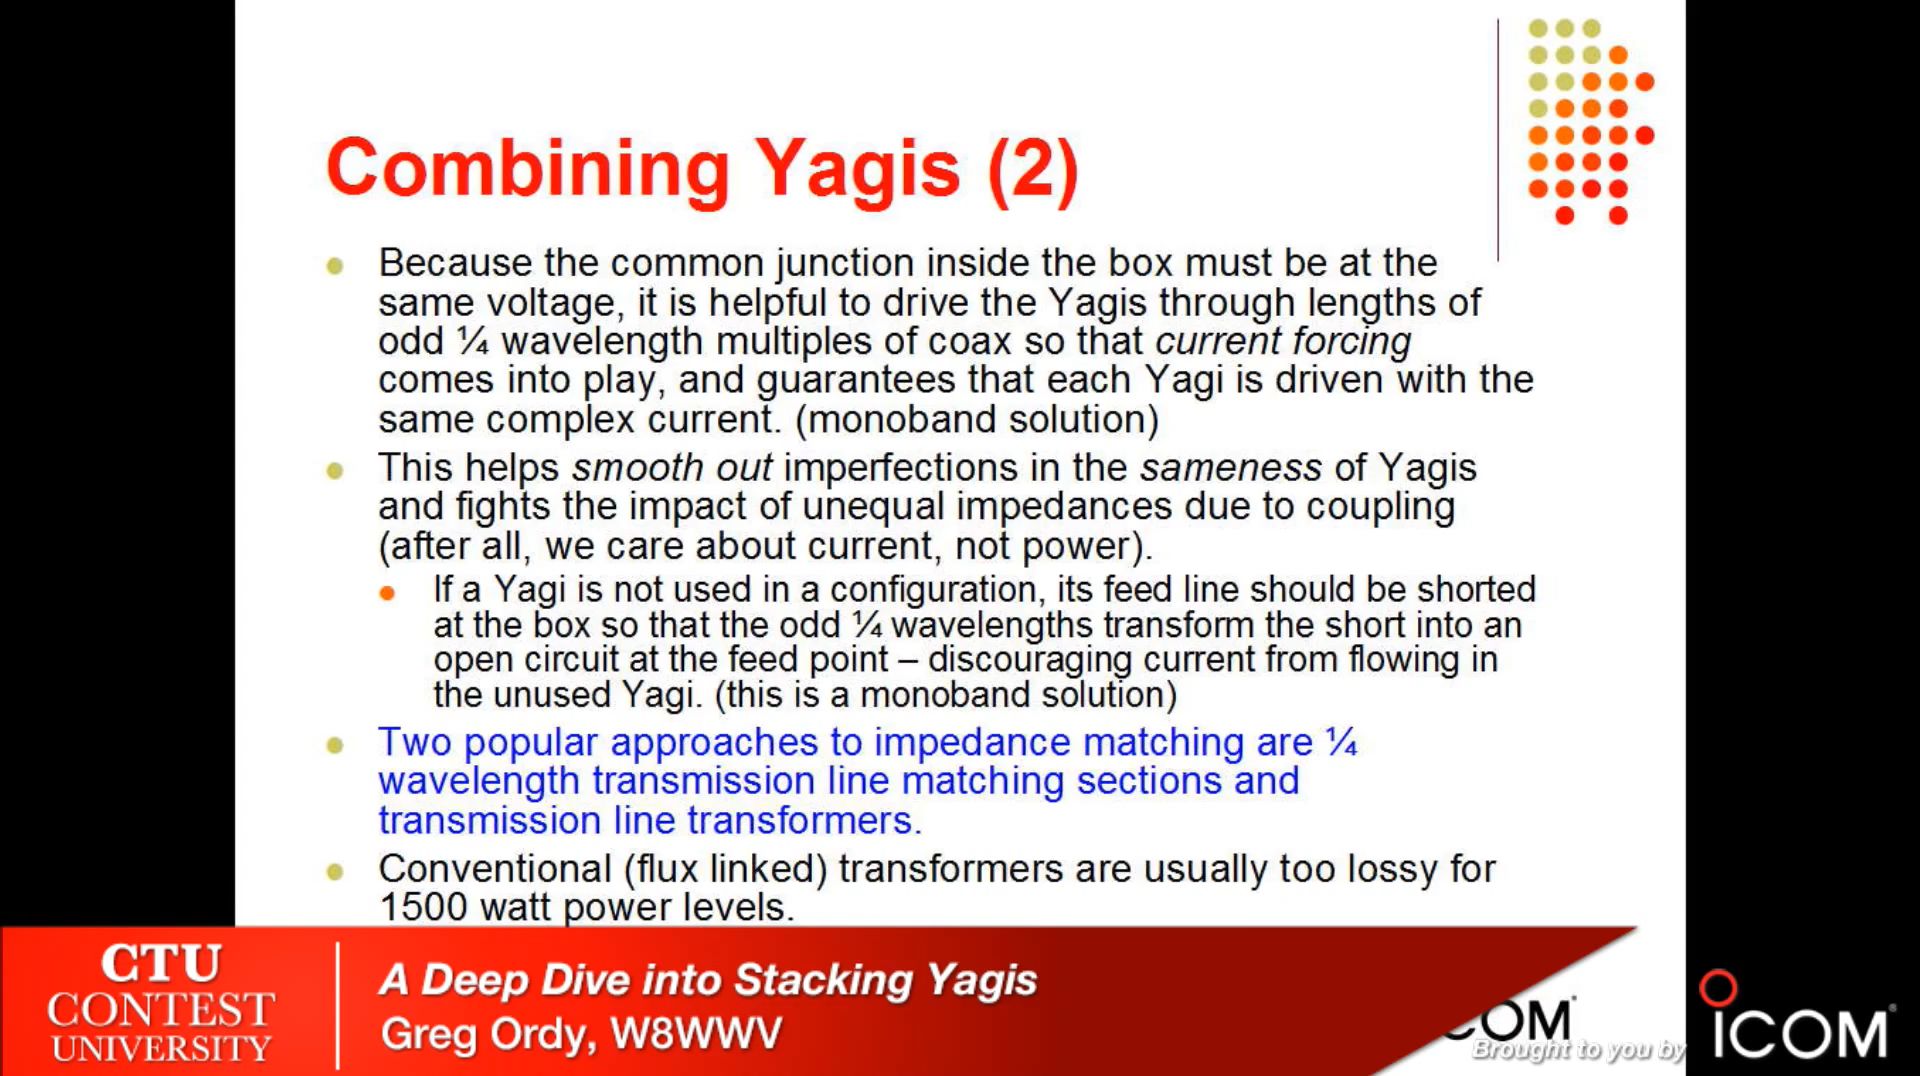 Combining Yagis (2)
Because the common junction inside the box must be at the
same voltage, it is helpful to drive the Yagis through lengths of
odd ¼ wavelength multiples of coax so that current forcing
comes into play, and guarantees that each Yagi is driven with the
same complex current. (monoband solution)
This helps smooth out imperfections in the sameness of Yagis
and fights the impact of unequal impedances due to coupling
(after all, we care about current, not power).
If a Yagi is not used in a configuration, its feed line should be shorted
at the box so that the odd ¼ wavelengths transform the short into an
open circuit at the feed point – discouraging current from flowing in
the unused Yagi. (this is a monoband solution)
Two popular approaches to impedance matching are ¼
wavelength transmission line matching sections and
transmission line transformers.
Conventional (flux linked) transformers are usually too lossy for
1500 watt power levels.
CTU
CONTEST
UNIVERSITY
A Deep Dive into Stacking Yagis
Greg Ordy, W8WWV
COM
Brought to you by
ICOM®